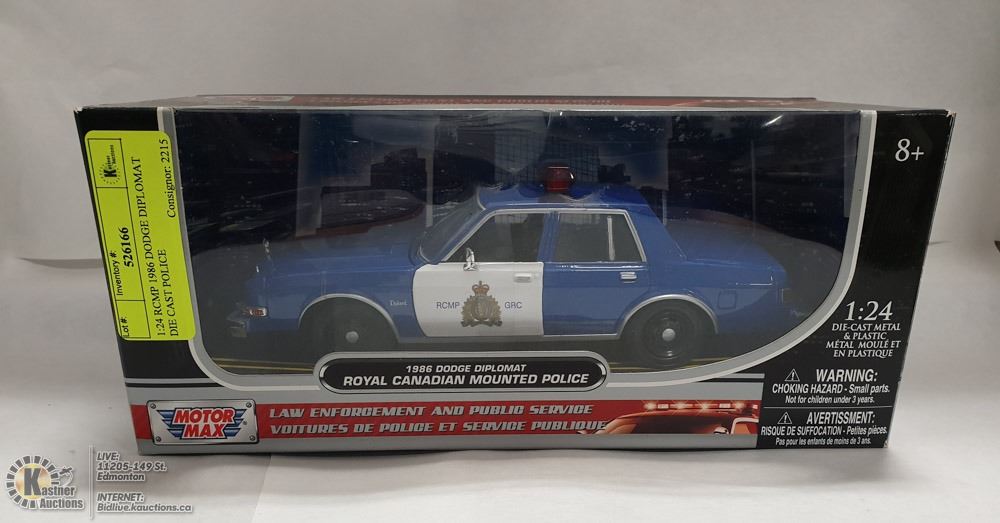 Kastner
Auctions
Lot #:
Inventory #:
526166
1:24 RCMP 1986 DODGE DIPLOMAT
DIE CAST POLICE
Consignor: 2215
8+
Diplomat
RCMP
GRC
1:24
DIE-CAST METAL
& PLASTIC
MÉTAL MOULÉ ET
EN PLASTIQUE
1986 DODGE DIPLOMAT
ROYAL CANADIAN MOUNTED POLICE
WARNING:
CHOKING HAZARD - Small parts.
Not for children under 3 years.
MOTOR
MAX
®
LAW ENFORCEMENT AND PUBLIC SERVICE
VOITURES DE POLICE ET SERVICE PUBLIQUE
AVERTISSMENT:
RISQUE DE SUFFOCATION - Petites pièces.
Pas pour les enfants de moins de 3 ans.
K
Kastner
Auctions
LIVE:
11205-149 St.
Edmonton
INTERNET:
Bidlive.kauctions.ca